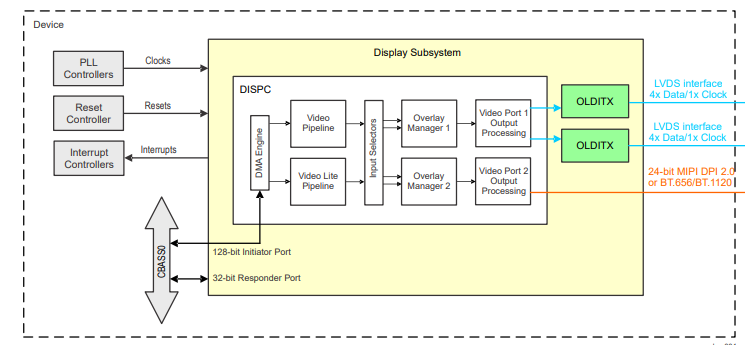 Device
Display Subsystem
PLL
Controllers
Clocks
Reset
Controller
Resets
Interrupt
Controllers
Interrupts
DISPC
DMA Engine
Video
Pipeline
Video Lite
Pipeline
Input Selectors
Overlay
Manager 1
Overlay
Manager 2
Video Port 1
Output
Processing
Video Port 2
Output
Processing
OLDITX
OLDITX
LVDS interface
4x Data/1x Clock
LVDS interface
4x Data/1x Clock
24-bit MIPI DPI 2.0
or BT.656/BT.1120
CBASS0
128-bit Initiator Port
32-bit Responder Port